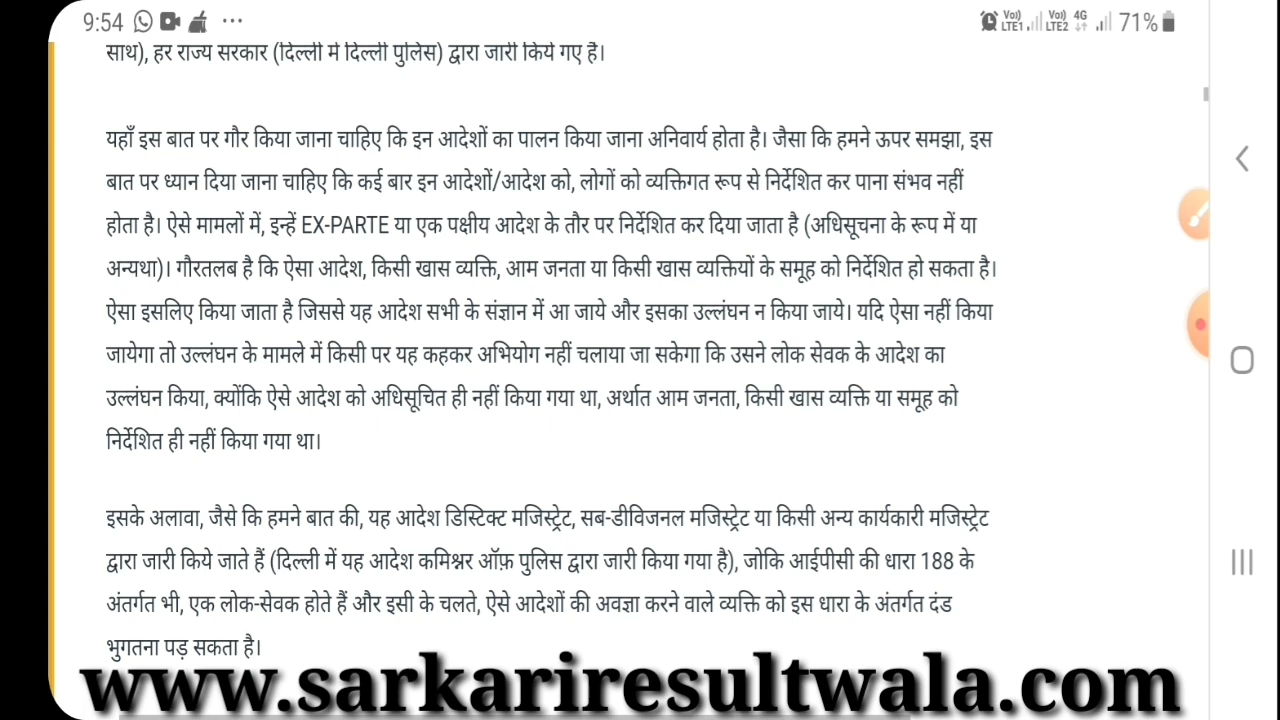 9:54 ... Vo) LTE1 Vo) LTE2 4G 71%
साथ), हर राज्य सरकार (दिल्ली में दिल्ली पुलिस) द्वारा जारी किये गए हैं।
यहाँ इस बात पर गौर किया जाना चाहिए कि इन आदेशों का पालन किया जाना अनिवार्य होता है। जैसा कि हमने ऊपर समझा, इस
बात पर ध्यान दिया जाना चाहिए कि कई बार इन आदेशों/आदेश को, लोगों को व्यक्तिगत रूप से निर्देशित कर पाना संभव नहीं
होता है। ऐसे मामलों में, इन्हें EX-PARTE या एक पक्षीय आदेश के तौर पर निर्देशित कर दिया जाता है (अधिसूचना के रूप में या
अन्यथा)। गौरतलब है कि ऐसा आदेश, किसी खास व्यक्ति, आम जनता या किसी खास व्यक्तियों के समूह को निर्देशित हो सकता है।
ऐसा इसलिए किया जाता है जिससे यह आदेश सभी के संज्ञान में आ जाये और इसका उल्लंघन न किया जाये। यदि ऐसा नहीं किया
जायेगा तो उल्लंघन के मामले में किसी पर यह कहकर अभियोग नहीं चलाया जा सकेगा कि उसने लोक सेवक के आदेश का
उल्लंघन किया, क्योंकि ऐसे आदेश को अधिसूचित ही नहीं किया गया था, अर्थात आम जनता, किसी खास व्यक्ति या समूह को
निर्देशित ही नहीं किया गया था।
इसके अलावा, जैसे कि हमने बात की, यह आदेश डिस्टिक्ट मजिस्ट्रेट, सब-डीविजनल मजिस्ट्रेट या किसी अन्य कार्यकारी मजिस्ट्रेट
द्वारा जारी किये जाते हैं (दिल्ली में यह आदेश कमिश्नर ऑफ़ पुलिस द्वारा जारी किया गया है), जोकि आईपीसी की धारा 188 के
अंतर्गत भी, एक लोक-सेवक होते हैं और इसी के चलते, ऐसे आदेशों की अवज्ञा करने वाले व्यक्ति को इस धारा के अंतर्गत दंड
भुगतना पड़ सकता है।
www.sarkariresultwala.com